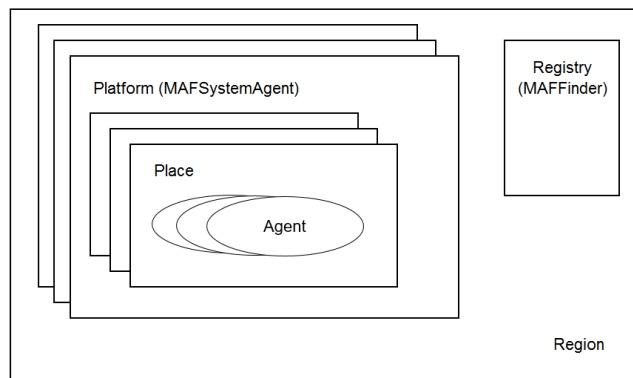 Platform (MAFSystemAgent)
Registry
(MAFFinder)
Place
Agent
Region